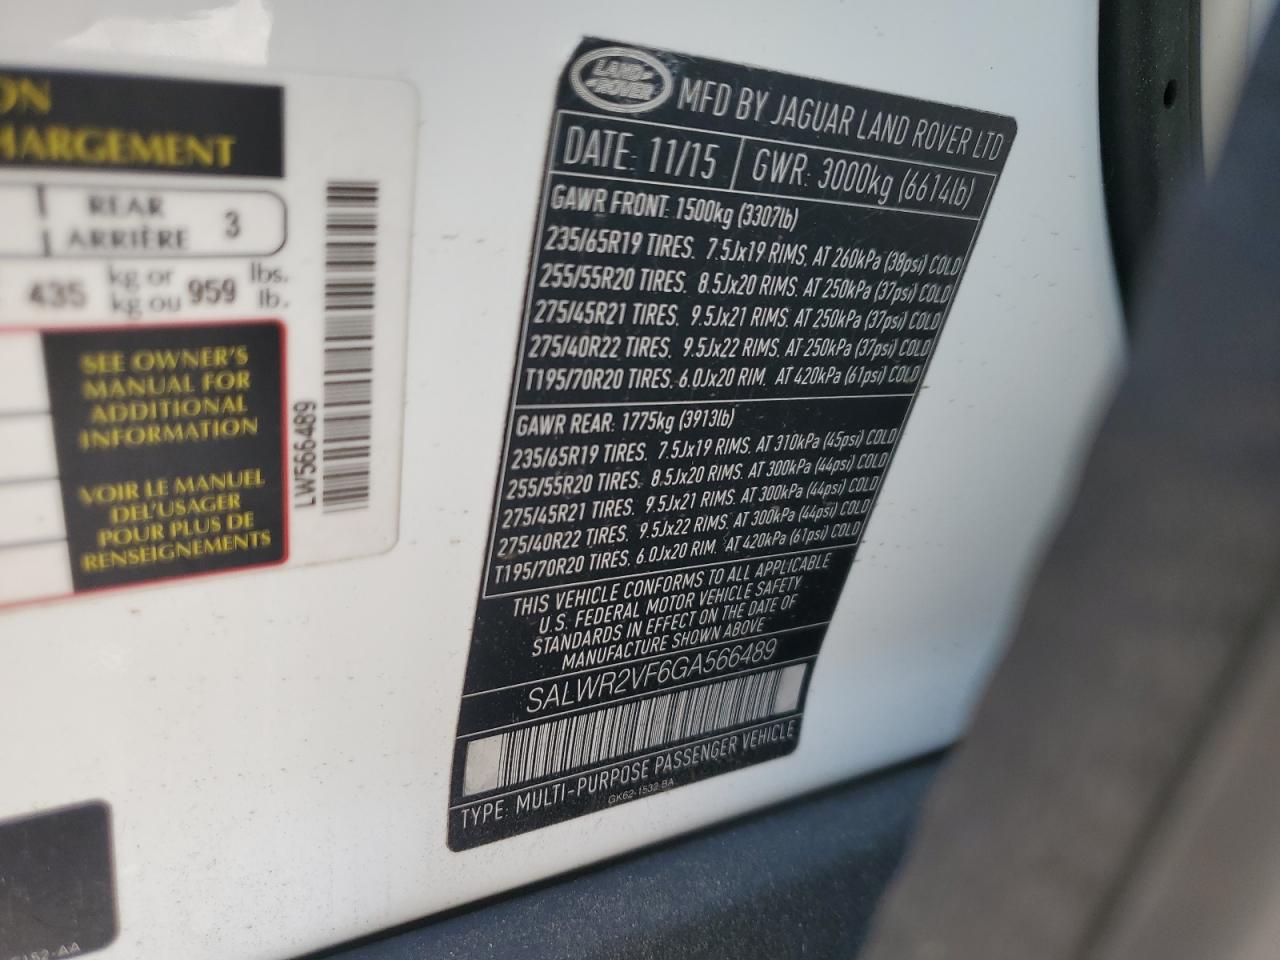 ON
HARGEMENT
REAR
ARRIÈRE 3
435 kg or 959 lbs.
kg ou lb.
SEE OWNER'S
MANUAL FOR
ADDITIONAL
INFORMATION
VOIR LE MANUEL
DEL'USAGER
POUR PLUS DE
RENSEIGNEMENTS
LW566489
LAND
ROVER
MFD BY JAGUAR LAND ROVER LTD
DATE: 11/15 GWR: 3000kg (6614lb)
GAWR FRONT: 1500kg (3307lb)
235/65R19 TIRES, 7.5Jx19 RIMS, AT 260kPa (38psi) COLD
255/55R20 TIRES, 8.5Jx20 RIMS, AT 250kPa (37psi) COLD
275/45R21 TIRES, 9.5Jx21 RIMS, AT 250kPa (37psi) COLD
275/40R22 TIRES, 9.5Jx22 RIMS, AT 250kPa (37psi) COLD
T195/70R20 TIRES, 6.0Jx20 RIM, AT 420kPa (61psi) COLD
GAWR REAR: 1775kg (3913lb)
235/65R19 TIRES, 7.5Jx19 RIMS, AT 310kPa (45psi) COLD
255/55R20 TIRES, 8.5Jx20 RIMS, AT 300kPa (44psi) COLD
275/45R21 TIRES, 9.5Jx21 RIMS, AT 300kPa (44psi) COLD
275/40R22 TIRES, 9.5Jx22 RIMS, AT 300kPa (44psi) COLD
T195/70R20 TIRES, 6.0Jx20 RIM, AT 420kPa (61psi) COLD
THIS VEHICLE CONFORMS TO ALL APPLICABLE
U.S. FEDERAL MOTOR VEHICLE SAFETY
STANDARDS IN EFFECT ON THE DATE OF
MANUFACTURE SHOWN ABOVE
SALWR2VF6GA566489
TYPE: MULTI-PURPOSE PASSENGER VEHICLE
GK62-1532-BA